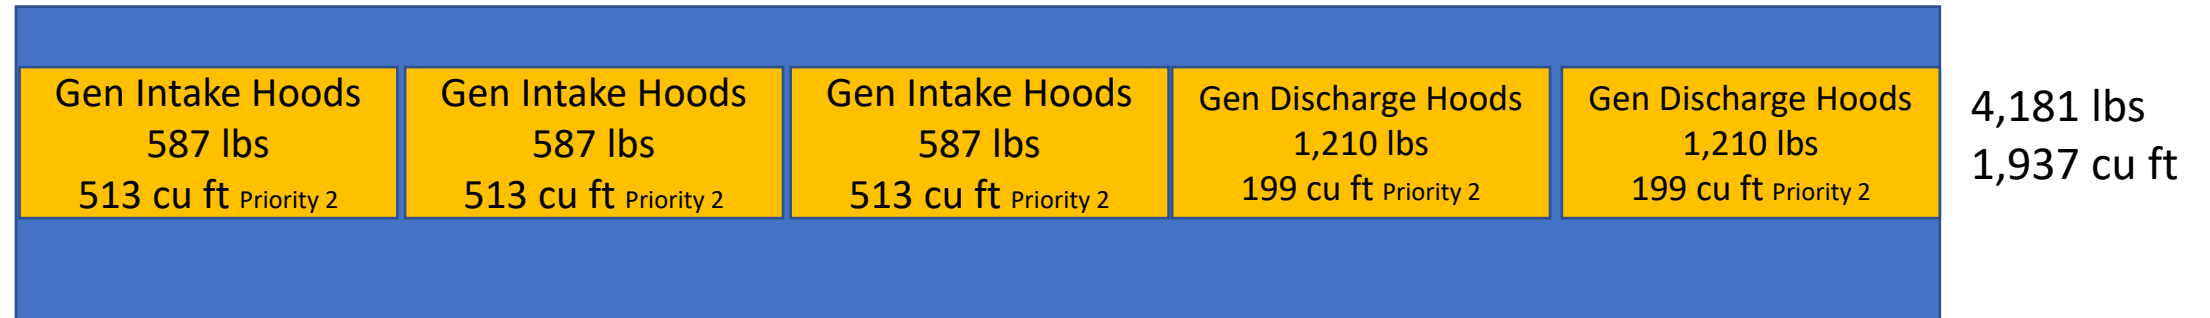 Gen Intake Hoods
587 lbs
513 cu ft Priority 2
Gen Intake Hoods
587 lbs
513 cu ft Priority 2
Gen Intake Hoods
587 lbs
513 cu ft Priority 2
Gen Discharge Hoods
1,210 lbs
199 cu ft Priority 2
Gen Discharge Hoods
1,210 lbs
199 cu ft Priority 2
4,181 lbs
1,937 cu ft